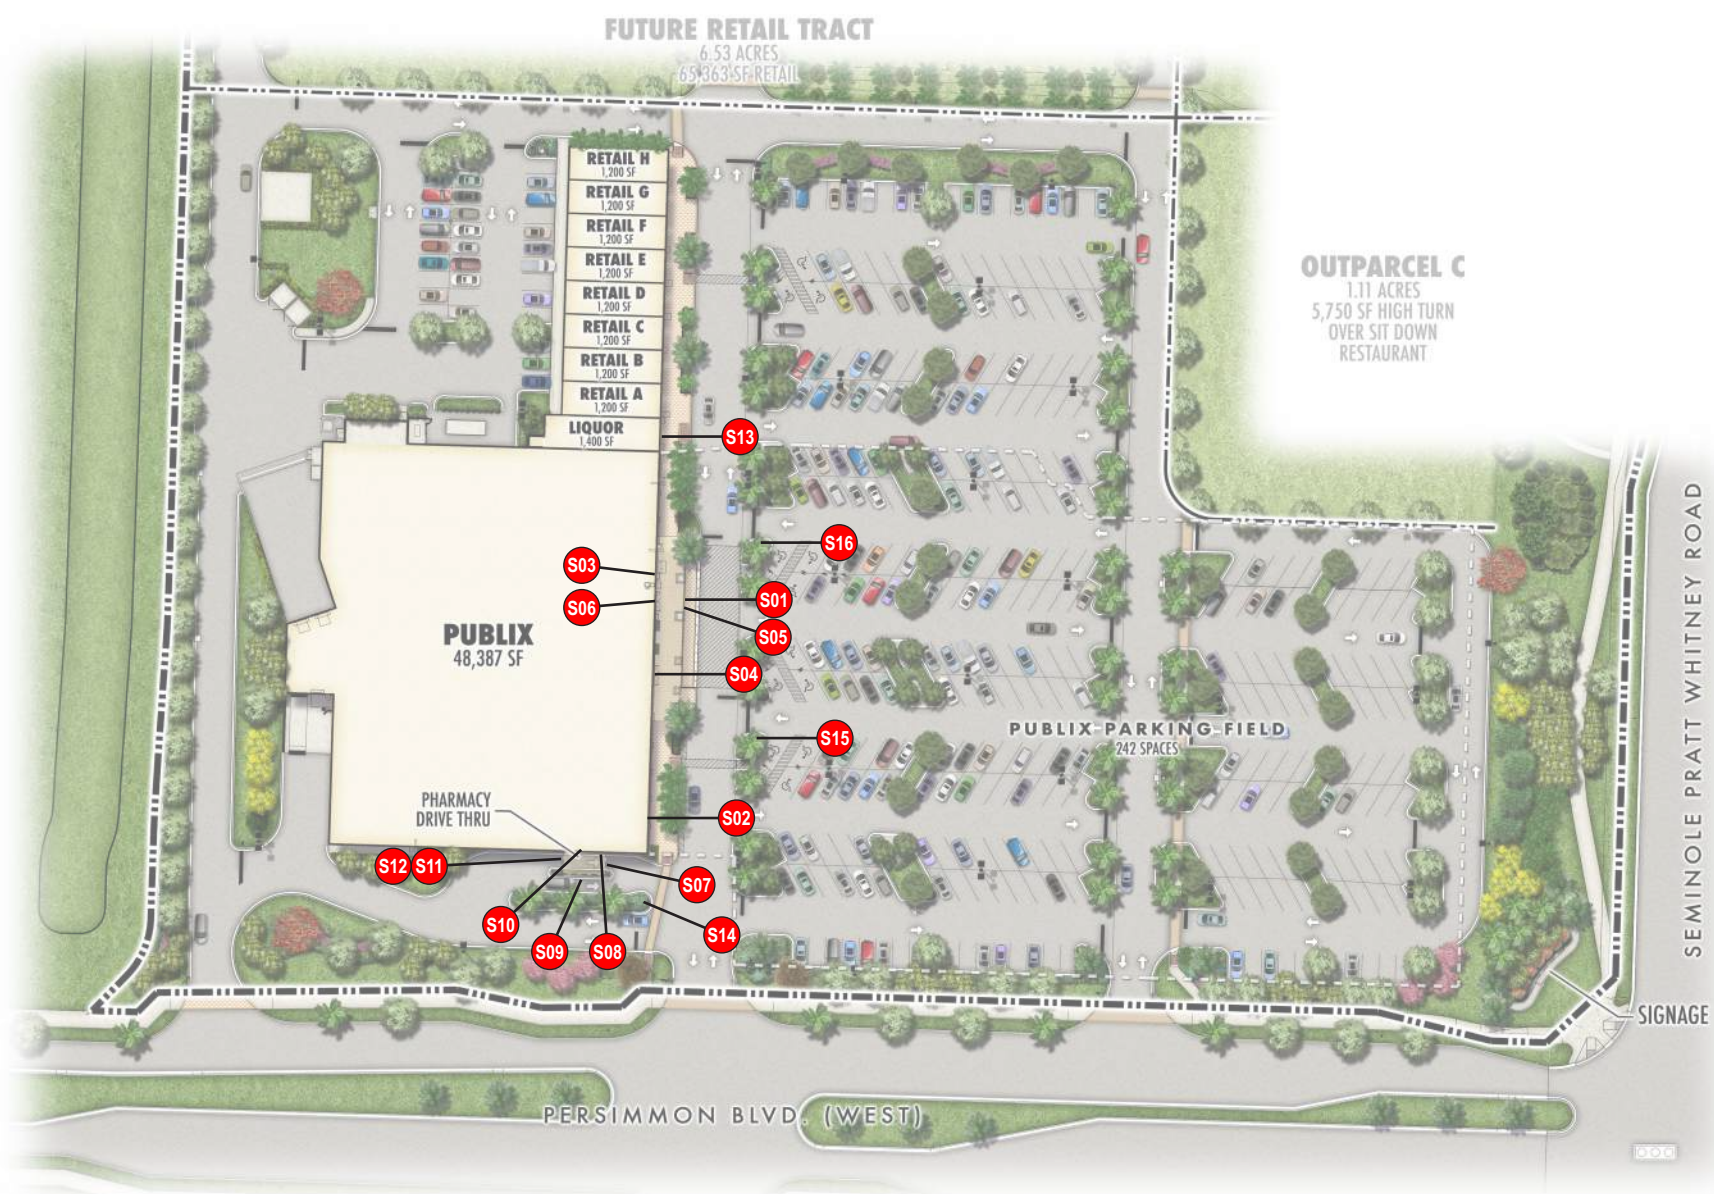 FUTURE RETAIL TRACT
6.53 ACRES
65,363 SF RETAIL
RETAIL H
1,200 SF
RETAIL G
1,200 SF
RETAIL F
1,200 SF
RETAIL E
1,200 SF
RETAIL D
1,200 SF
RETAIL C
1,200 SF
RETAIL B
1,200 SF
RETAIL A
1,200 SF
LIQUOR
1,400 SF
OUTPARCEL C
1.11 ACRES
5,750 SF HIGH TURN
OVER SIT DOWN
RESTAURANT
S13
S16
S03
S01
S06
S05
PUBLIX
48,387 SF
S04
PUBLIX PARKING FIELD
242 SPACES
S15
PHARMACY
DRIVE THRU
S02
S12
S11
S07
S10
S14
S09
S08
SEMINOLE PRATT WHITNEY ROAD
SIGNAGE
PERSIMMON BLVD. (WEST)